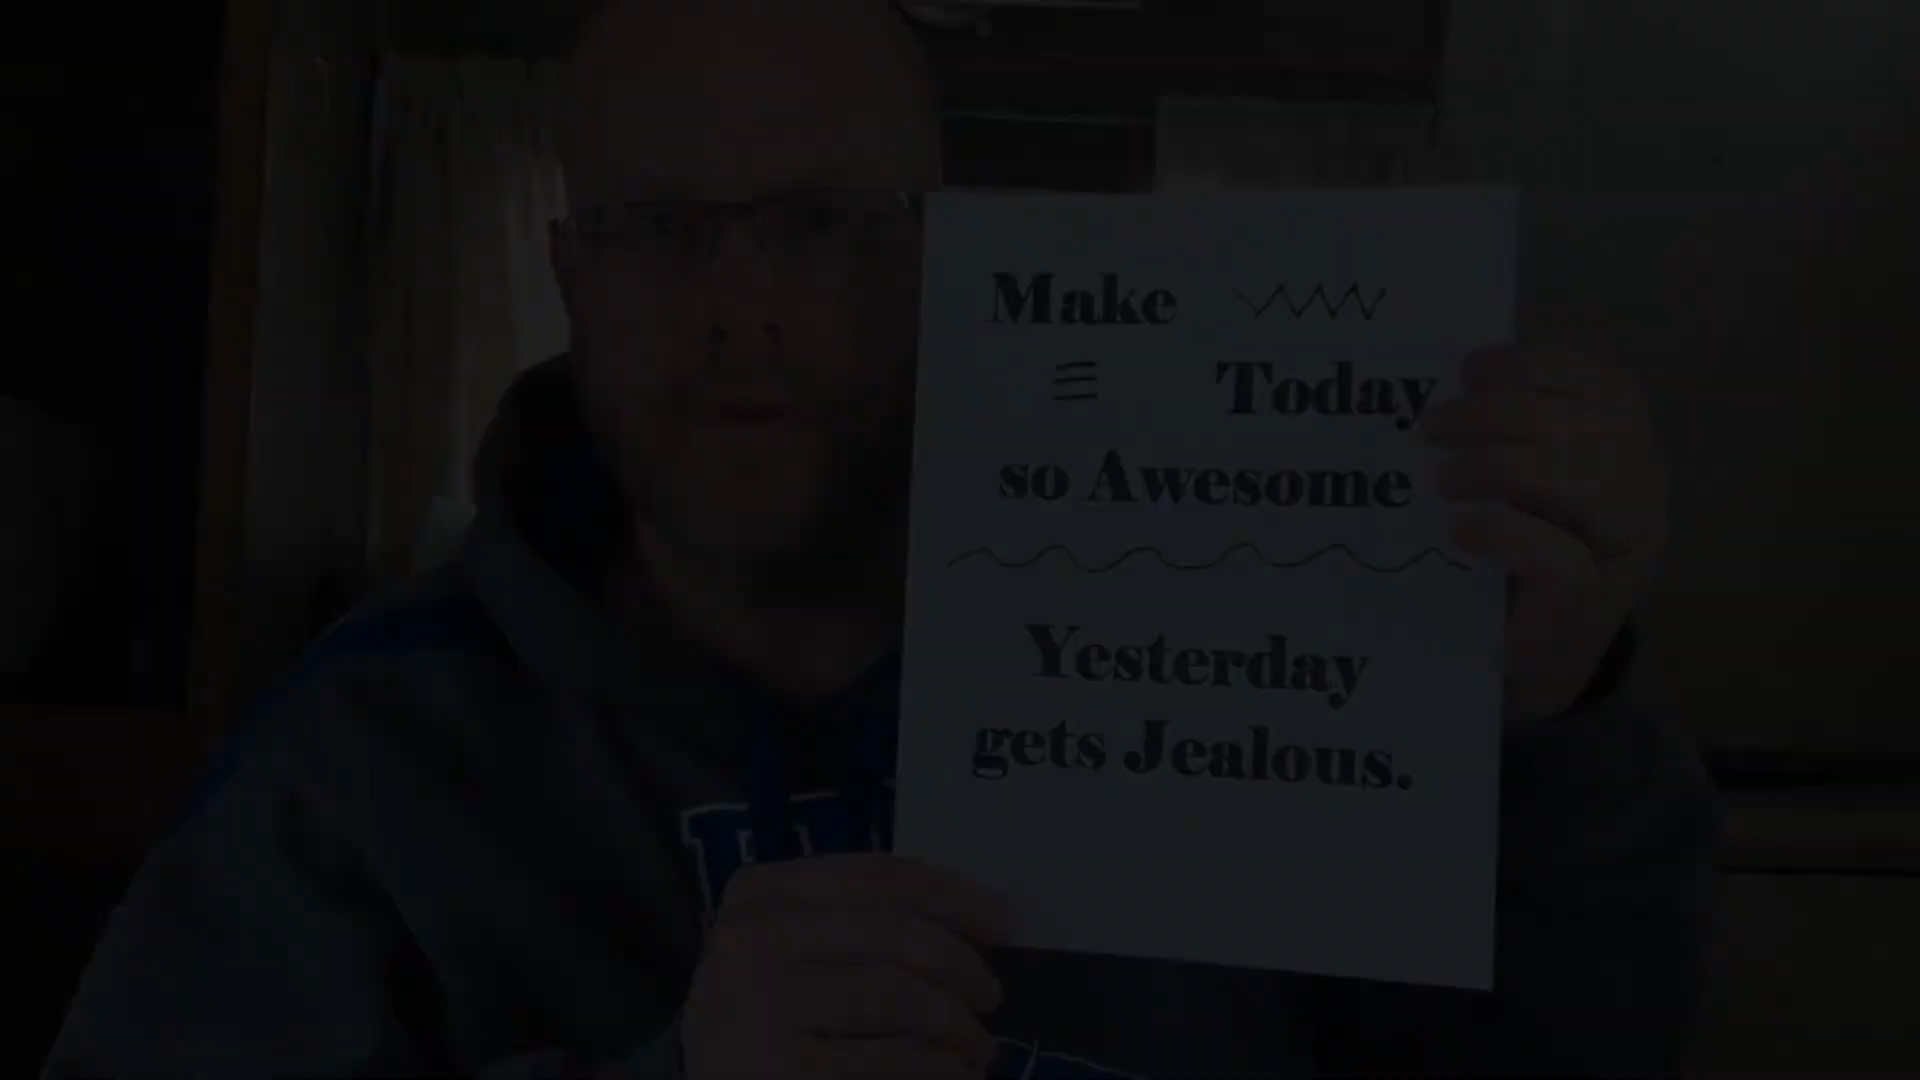 Make
Today
so Awesome
Yesterday
gets Jealous.